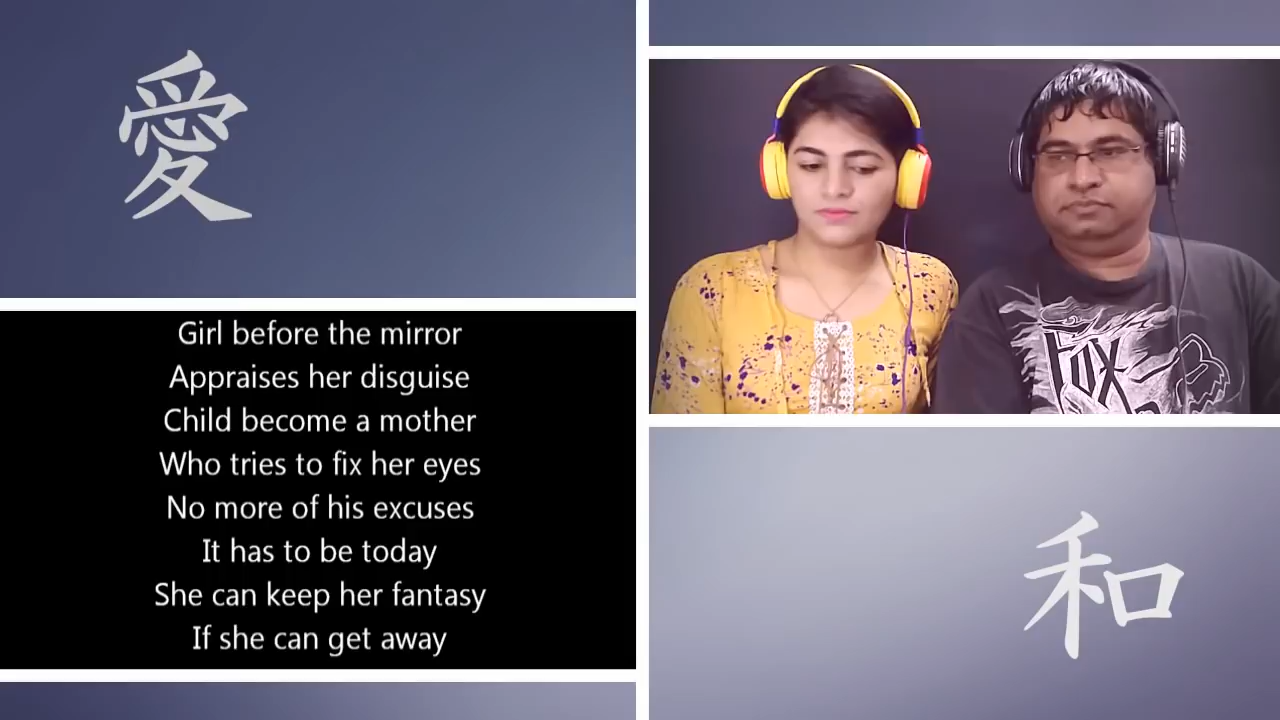 愛
Girl before the mirror
Appraises her disguise
Child become a mother
Who tries to fix her eyes
No more of his excuses
It has to be today
She can keep her fantasy
If she can get away
FOX
和